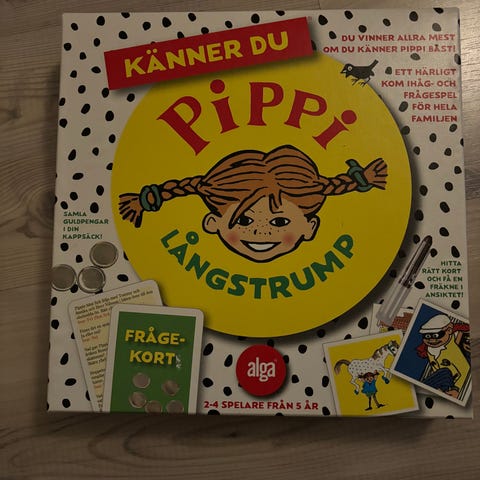 KÄNNER DU
PiPPi
LÅNGSTRUMP
DU VINNER ALLRA MEST
OM DU KÄNNER PIPPI BÄST!
ETT HÄRLIGT
KOM IHÅG- OCH
FRÅGESPEL
FÖR HELA
FAMILJEN
SAMLA
GULDPENGAR
I DIN
KAPPSÄCK!
HITTA
RÄTT KORT
OCH FÅ EN
FRÄKNE I
ANSIKTET!
FRÅGE-
KORT
alga
2-4 SPELARE FRÅN 5 ÅR